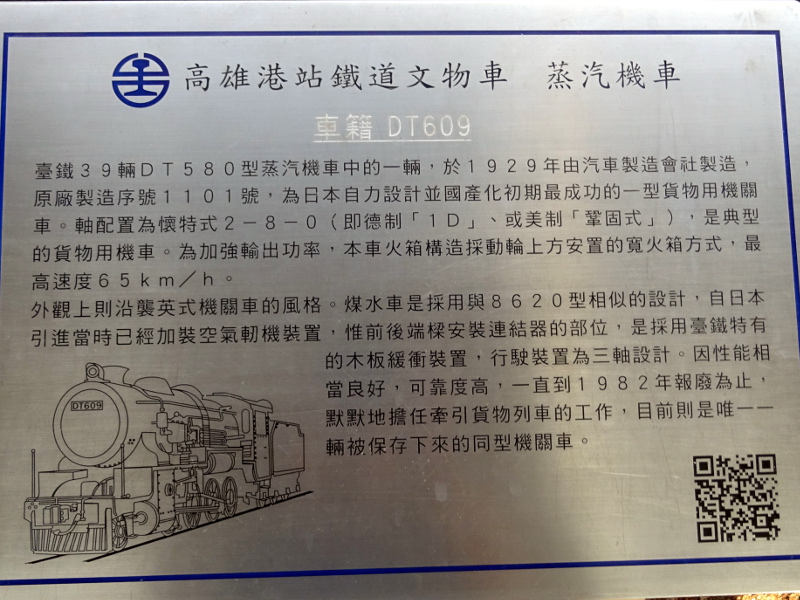 高雄港站鐵道文物車　蒸汽機車
車籍 DT609
臺鐵３９輛ＤＴ５８０型蒸汽機車中的一輛，於１９２９年由汽車製造會社製造，
原廠製造序號１１０１號，為日本自力設計並國產化初期最成功的一型貨物用機關
車。軸配置為懷特式２－８－０（即德制「１Ｄ」、或美制「鞏固式」），是典型
的貨物用機車。為加強輸出功率，本車火箱構造採動輪上方安置的寬火箱方式，最
高速度６５ｋｍ／ｈ。
外觀上則沿襲英式機關車的風格。煤水車是採用與８６２０型相似的設計，自日本
引進當時已經加裝空氣軔機裝置，惟前後端樑安裝連結器的部位，是採用臺鐵特有
的木板緩衝裝置，行駛裝置為三軸設計。因性能相
當良好，可靠度高，一直到１９８２年報廢為止，
默默地擔任牽引貨物列車的工作，目前則是唯一一
輛被保存下來的同型機關車。
DT609